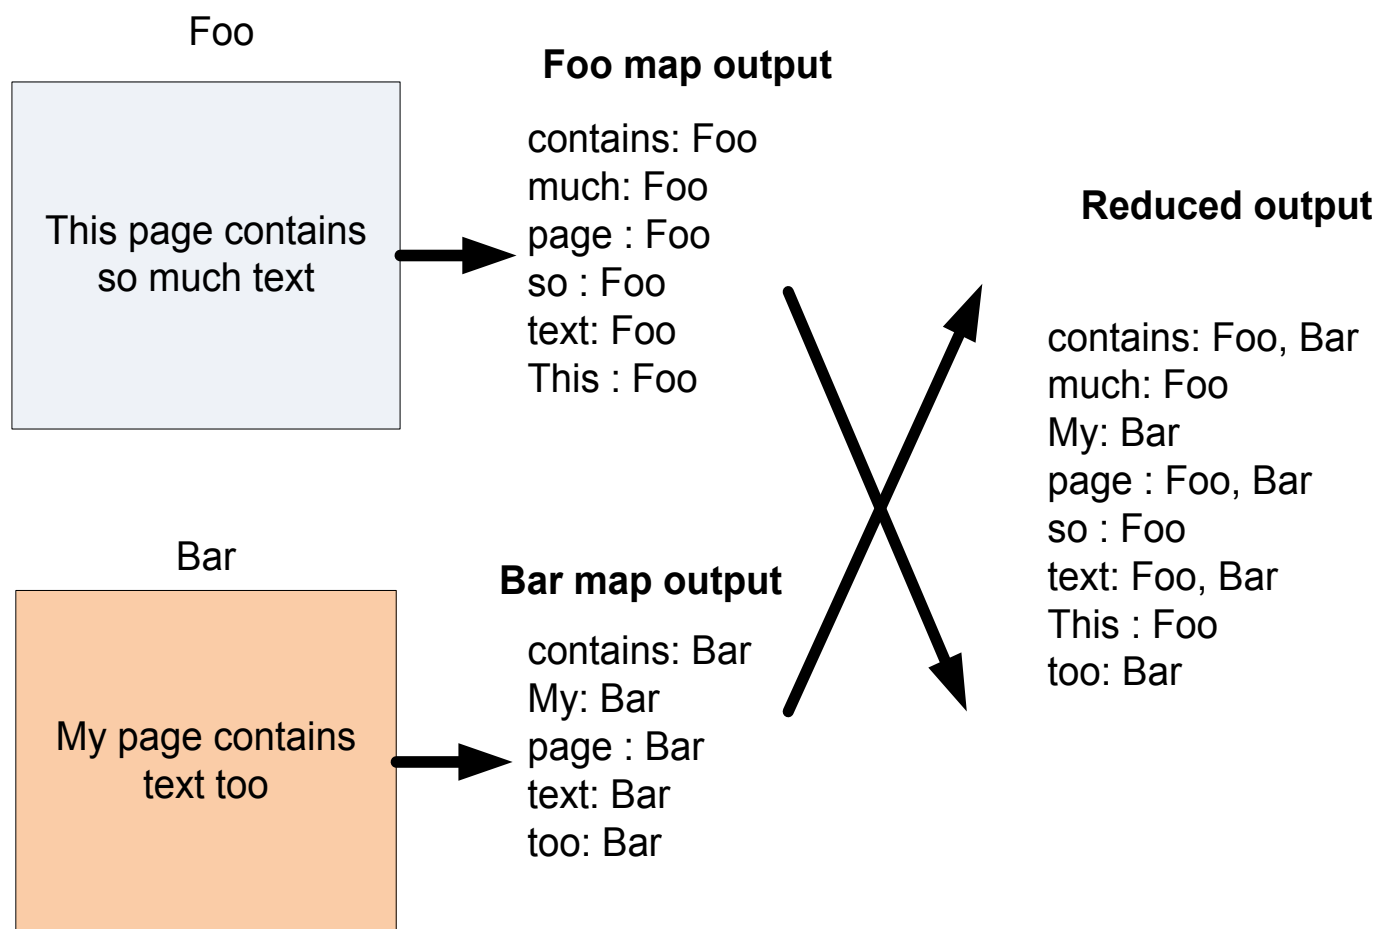 Foo
This page contains
so much text
Foo map output
contains: Foo
much: Foo
page : Foo
so : Foo
text: Foo
This : Foo
Bar
My page contains
text too
Bar map output
contains: Bar
My: Bar
page : Bar
text: Bar
too: Bar
Reduced output
contains: Foo, Bar
much: Foo
My: Bar
page : Foo, Bar
so : Foo
text: Foo, Bar
This : Foo
too: Bar